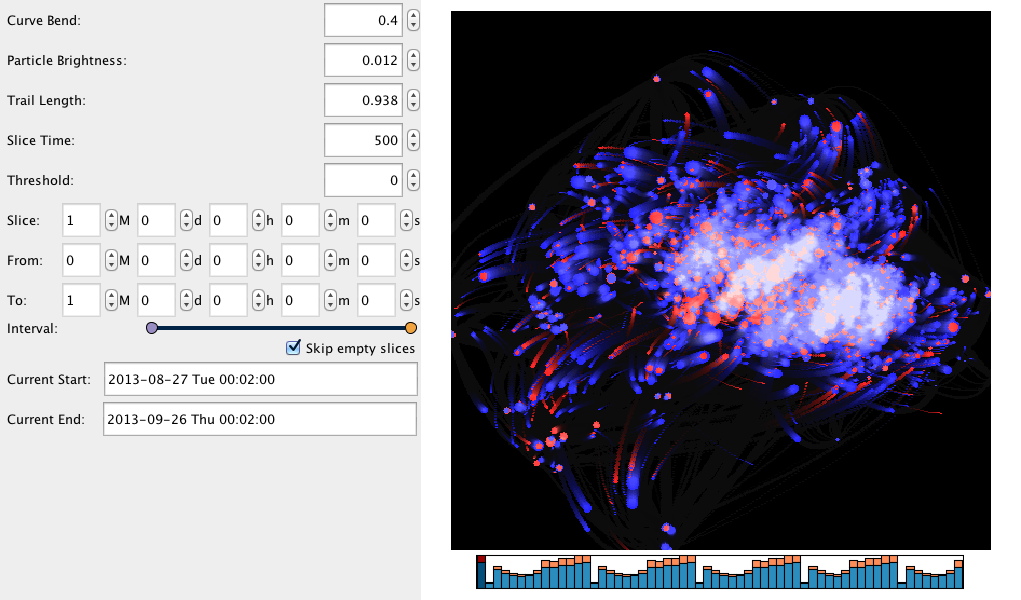 Curve Bend: 0.4
Particle Brightness: 0.012
Trail Length: 0.938
Slice Time: 500
Threshold: 0
Slice: 1 M 0 d 0 h 0 m 0 s
From: 0 M 0 d 0 h 0 m 0 s
To: 1 M 0 d 0 h 0 m 0 s
Interval:
Skip empty slices
Current Start: 2013-08-27 Tue 00:02:00
Current End: 2013-09-26 Thu 00:02:00